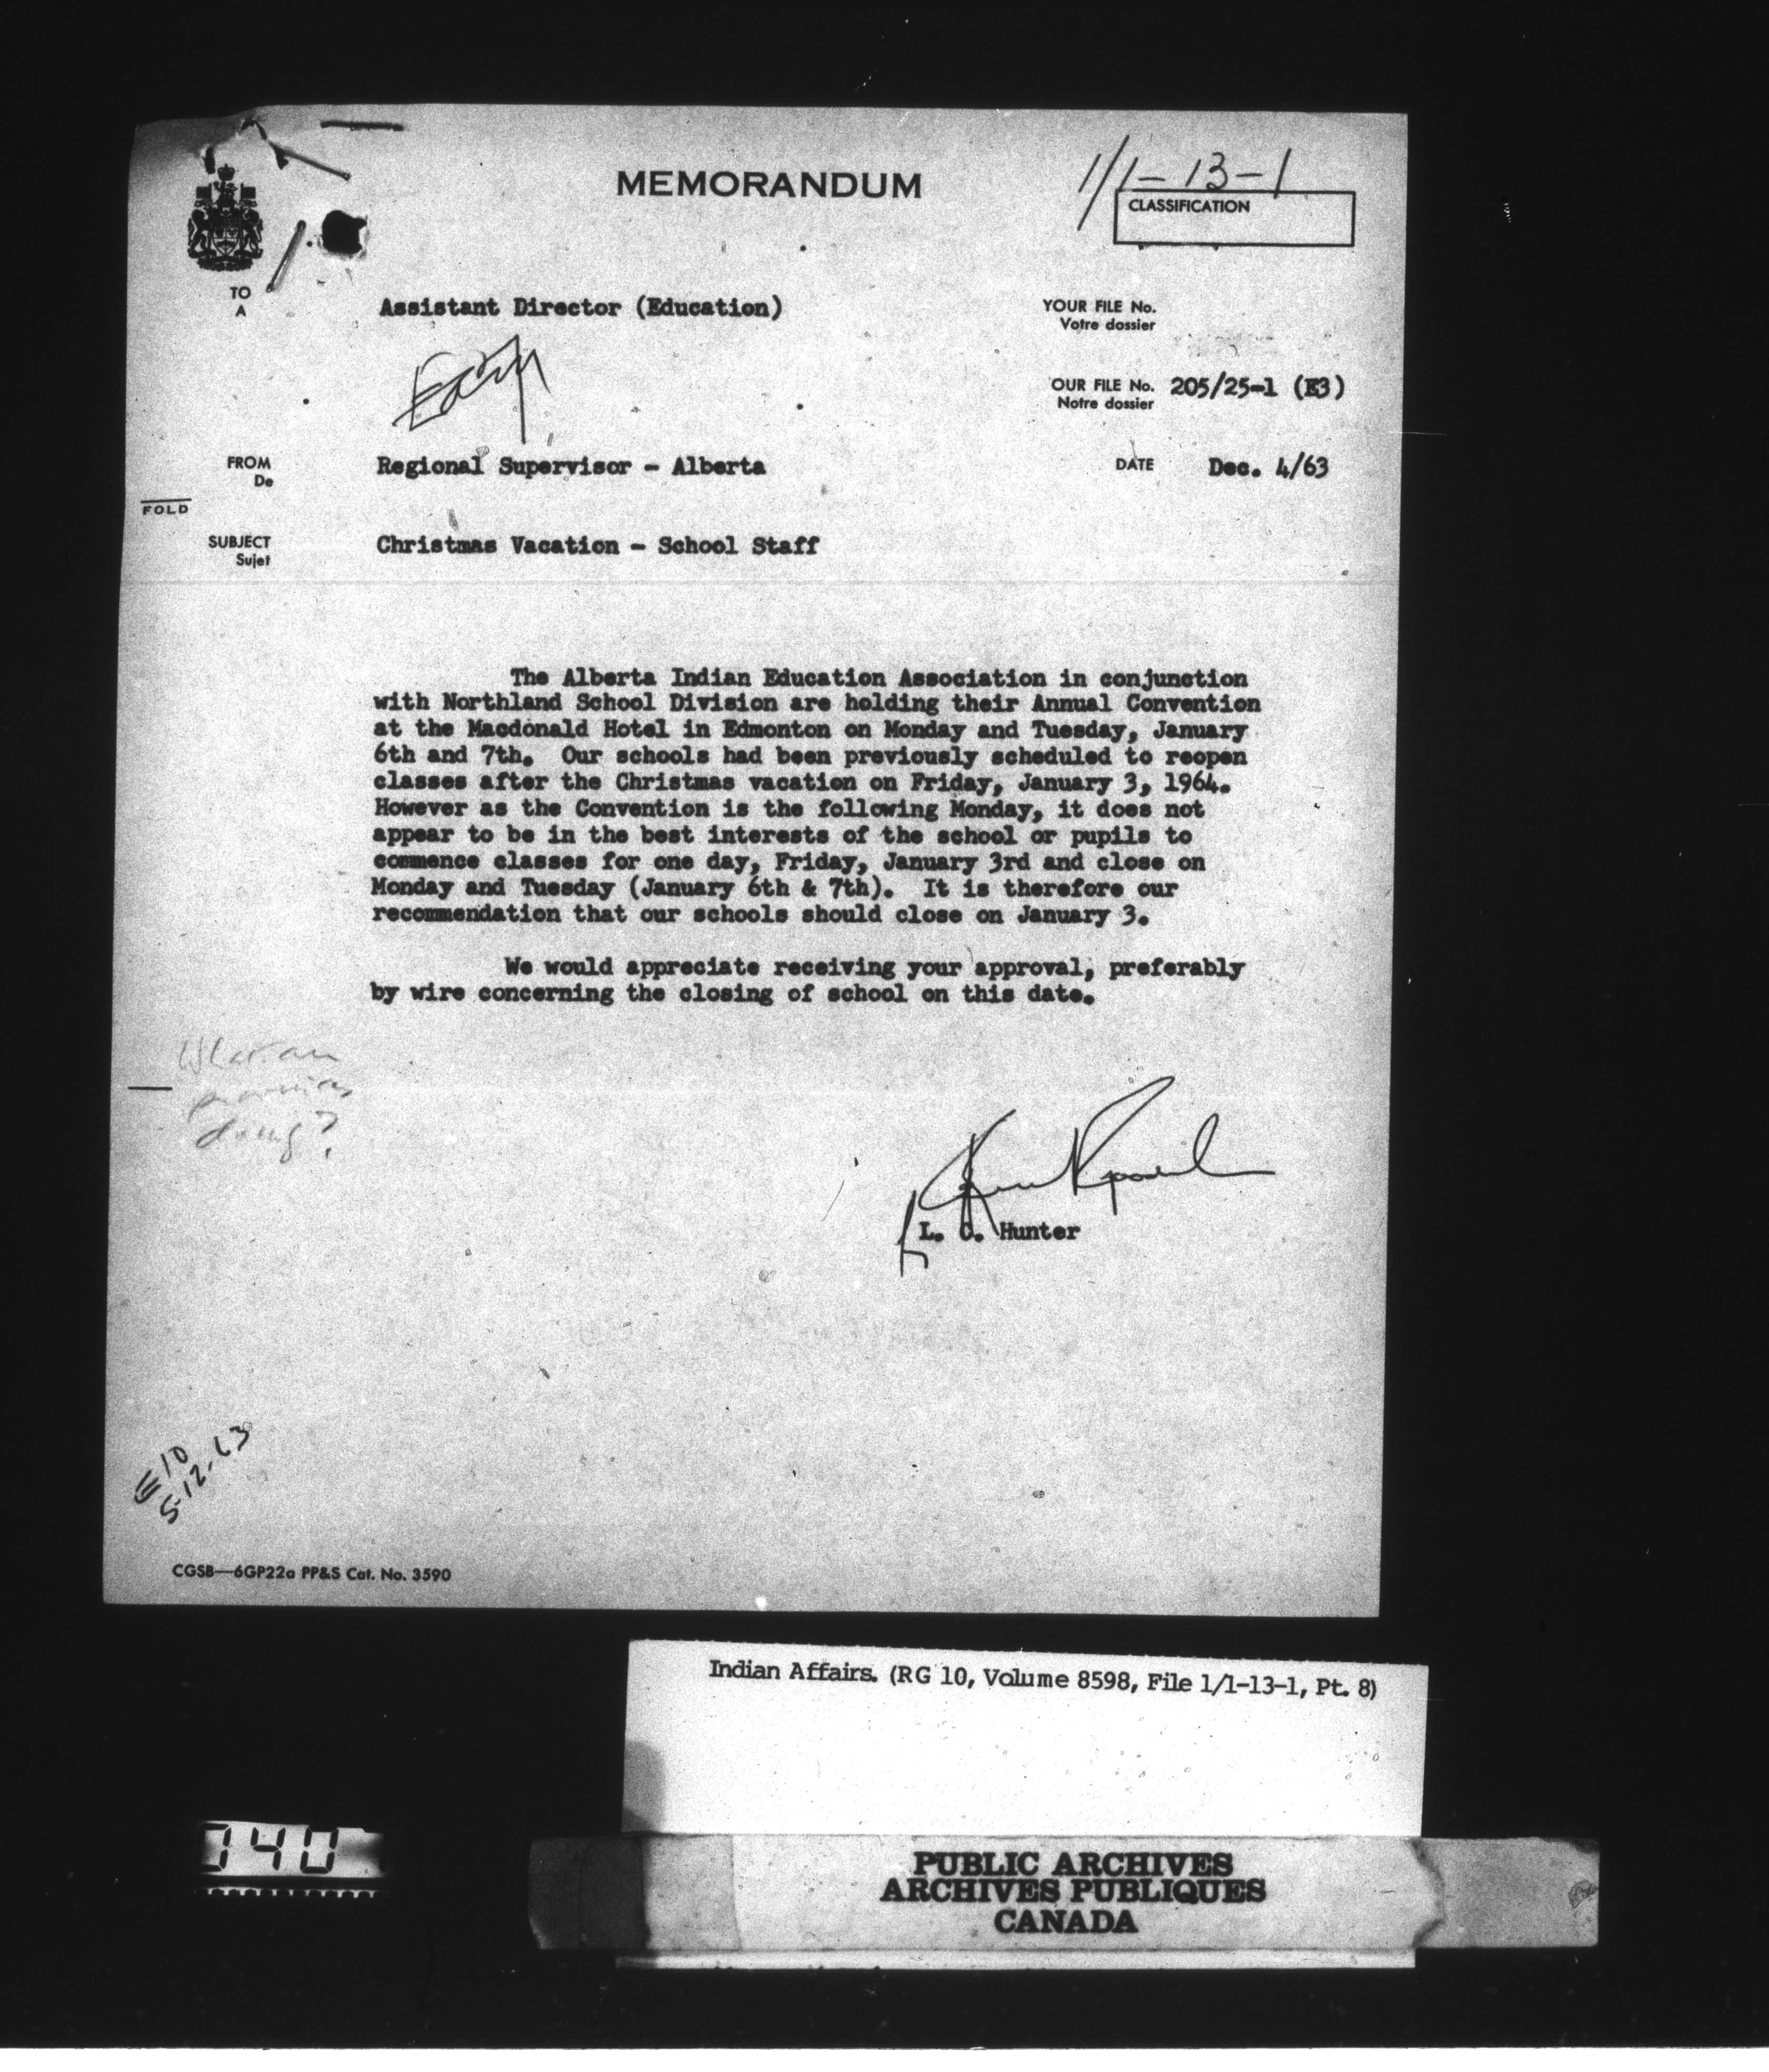 1/1-13-1
MEMORANDUM
CLASSIFICATION
TO
A
Assistant Director (Education)
YOUR FILE No.
Votre dossier
OUR FILE No. 205/25-1 (E3)
Notre dossier
FROM
De
Regional Supervisor - Alberta
DATE Dec. 4/63
FOLD
SUBJECT
Sujet
Christmas Vacation - School Staff
The Alberta Indian Education Association in conjunction
with Northland School Division are holding their Annual Convention
at the Macdonald Hotel in Edmonton on Monday and Tuesday, January
6th and 7th. Our schools had been previously scheduled to reopen
classes after the Christmas vacation on Friday, January 3, 1964.
However as the Convention is the following Monday, it does not
appear to be in the best interests of the school or pupils to
commence classes for one day, Friday, January 3rd and close on
Monday and Tuesday (January 6th & 7th). It is therefore our
recommendation that our schools should close on January 3.
We would appreciate receiving your approval, preferably
by wire concerning the closing of school on this date.
doing?
L. C. Hunter
E10
5.12.63
CGSB-6GP22a PP&S Cat. No. 3590
Indian Affairs. (RG 10, Volume 8598, File 1/1-13-1, Pt. 8)
PUBLIC ARCHIVES
ARCHIVES PUBLIQUES
CANADA